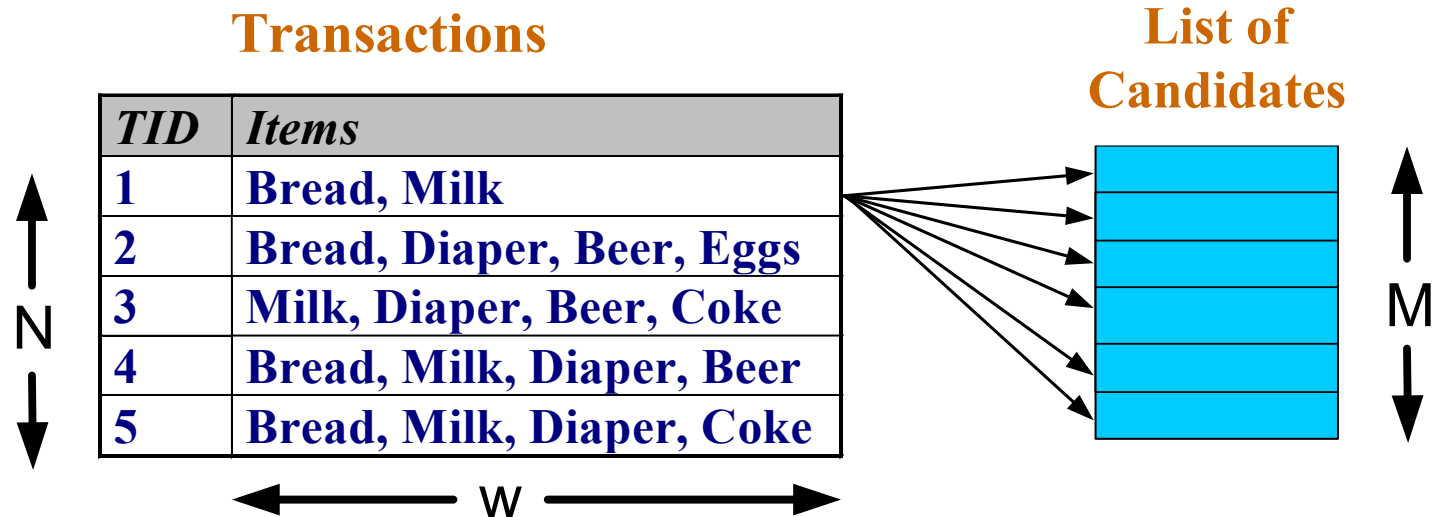 Transactions
List of
Candidates
TID Items
1 Bread, Milk
2 Bread, Diaper, Beer, Eggs
3 Milk, Diaper, Beer, Coke
4 Bread, Milk, Diaper, Beer
5 Bread, Milk, Diaper, Coke
N
M
w